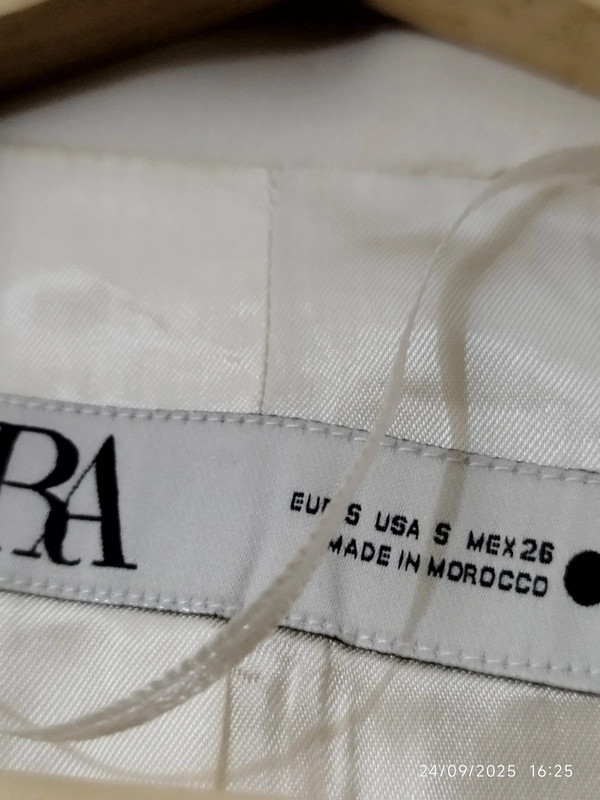 RA
EUR S USA S MEX 26
MADE IN MOROCCO
24/09/2025 16:25